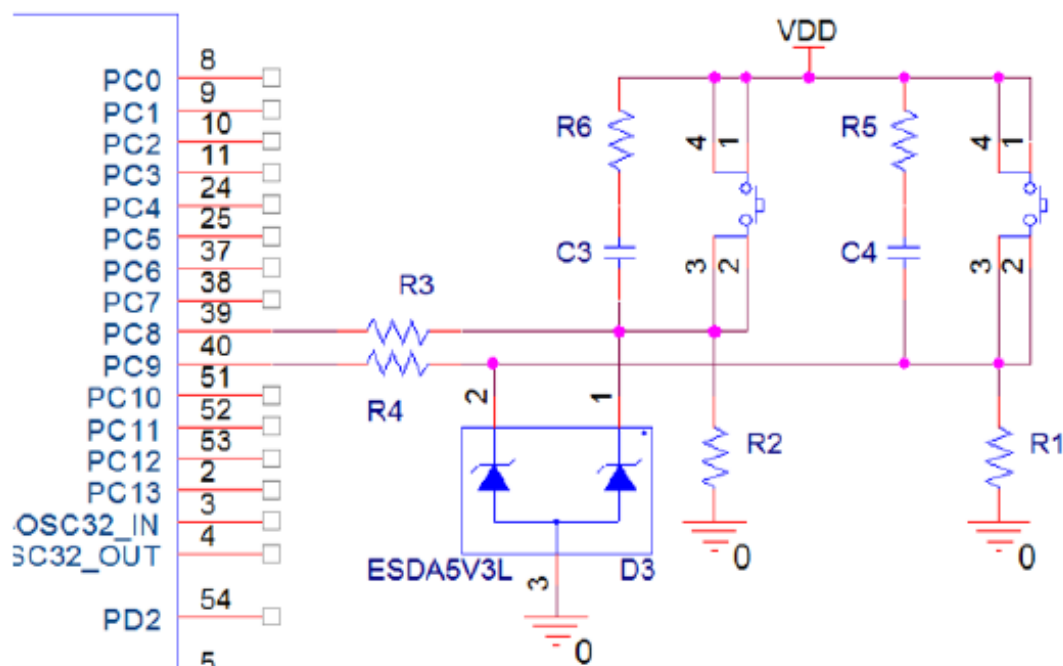 VDD
8
PC0
9
PC1
10
PC2
11
PC3
24
PC4
25
PC5
37
PC6
38
PC7
39
PC8
40
PC9
51
PC10
52
PC11
53
PC12
2
PC13
3
OSC32_IN
4
SC32_OUT
54
PD2
5
R3
R4
R6
C3
4 1
3 2
R5
C4
4 1
3 2
2 1
R2
R1
ESDA5V3L D3
3
0
0
0